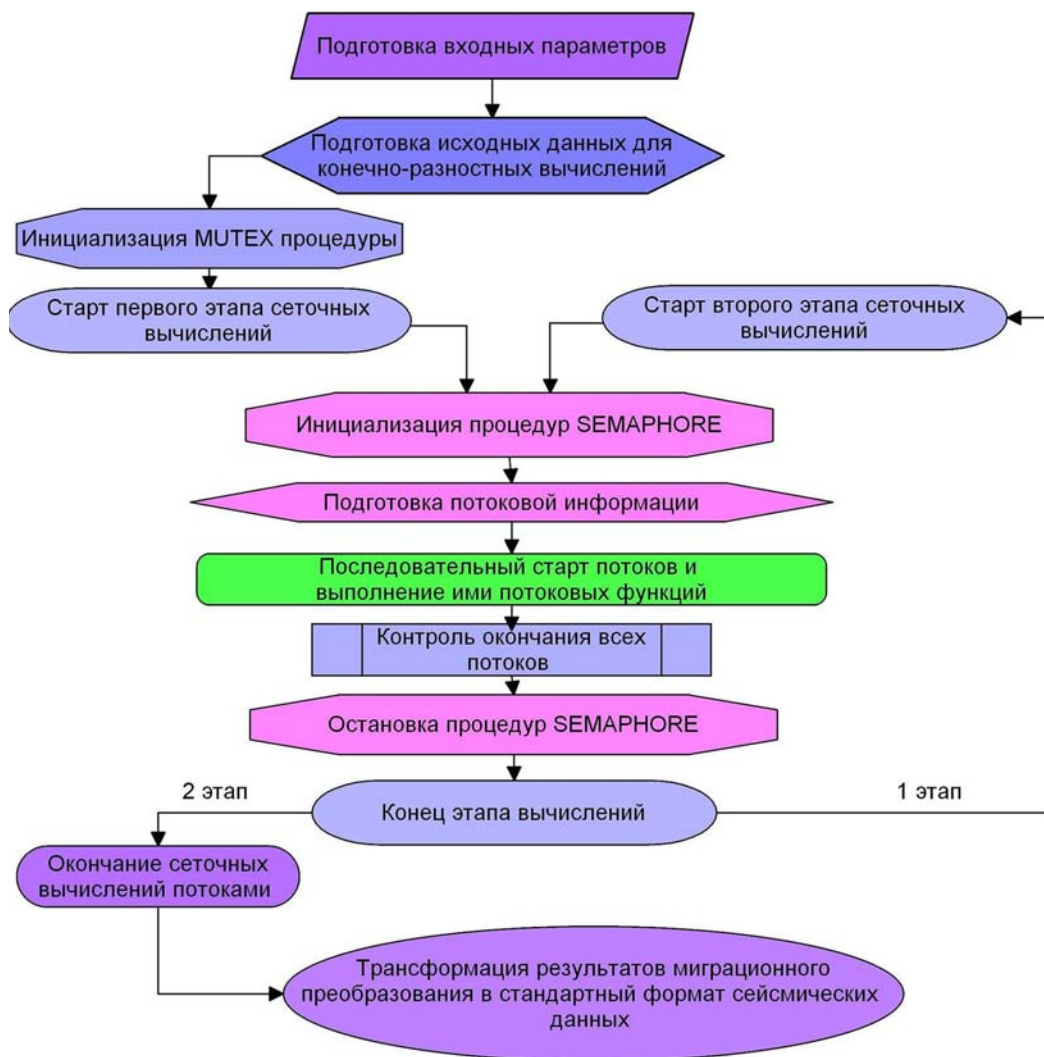 Подготовка входных параметров
Подготовка исходных данных для
конечно-разностных вычислений
Инициализация MUTEX процедуры
Старт первого этапа сеточных
вычислений
Старт второго этапа сеточных
вычислений
Инициализация процедур SEMAPHORE
Подготовка потоковой информации
Последовательный старт потоков и
выполнение ими потоковых функций
Контроль окончания всех
потоков
Остановка процедур SEMAPHORE
2 этап
Конец этапа вычислений
1 этап
Окончание сеточных
вычислений потоками
Трансформация результатов миграционного
преобразования в стандартный формат сейсмических
данных